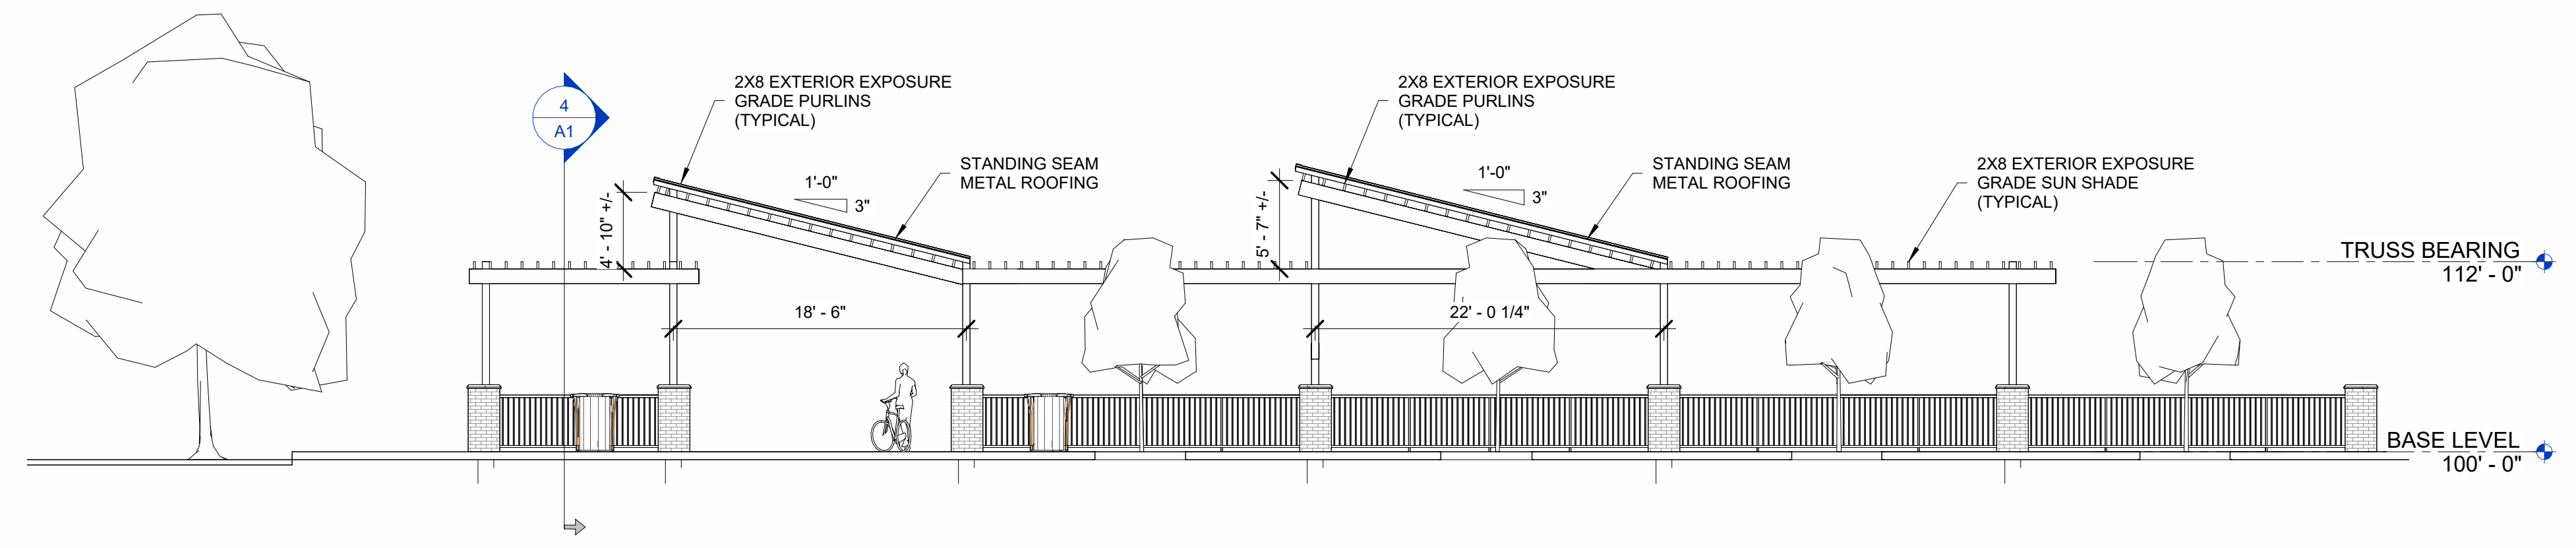 4
A1
2X8 EXTERIOR EXPOSURE
GRADE PURLINS
(TYPICAL)
1'-0"
3"
STANDING SEAM
METAL ROOFING
4' - 10" +/-
18' - 6"
2X8 EXTERIOR EXPOSURE
GRADE PURLINS
(TYPICAL)
1'-0"
3"
STANDING SEAM
METAL ROOFING
5' - 7" +/-
22' - 0 1/4"
2X8 EXTERIOR EXPOSURE
GRADE SUN SHADE
(TYPICAL)
TRUSS BEARING
112' - 0"
BASE LEVEL
100' - 0"